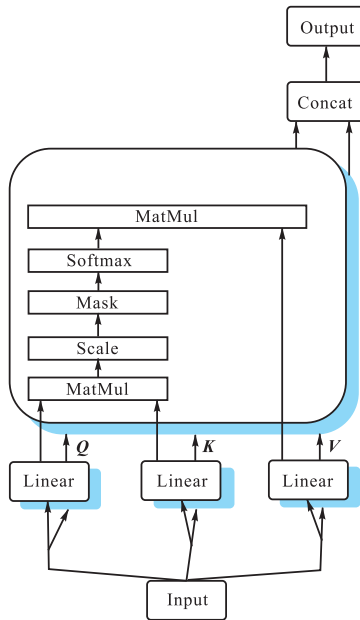 Output
Concat
MatMul
Softmax
Mask
Scale
MatMul
Q K V
Linear Linear Linear
Input